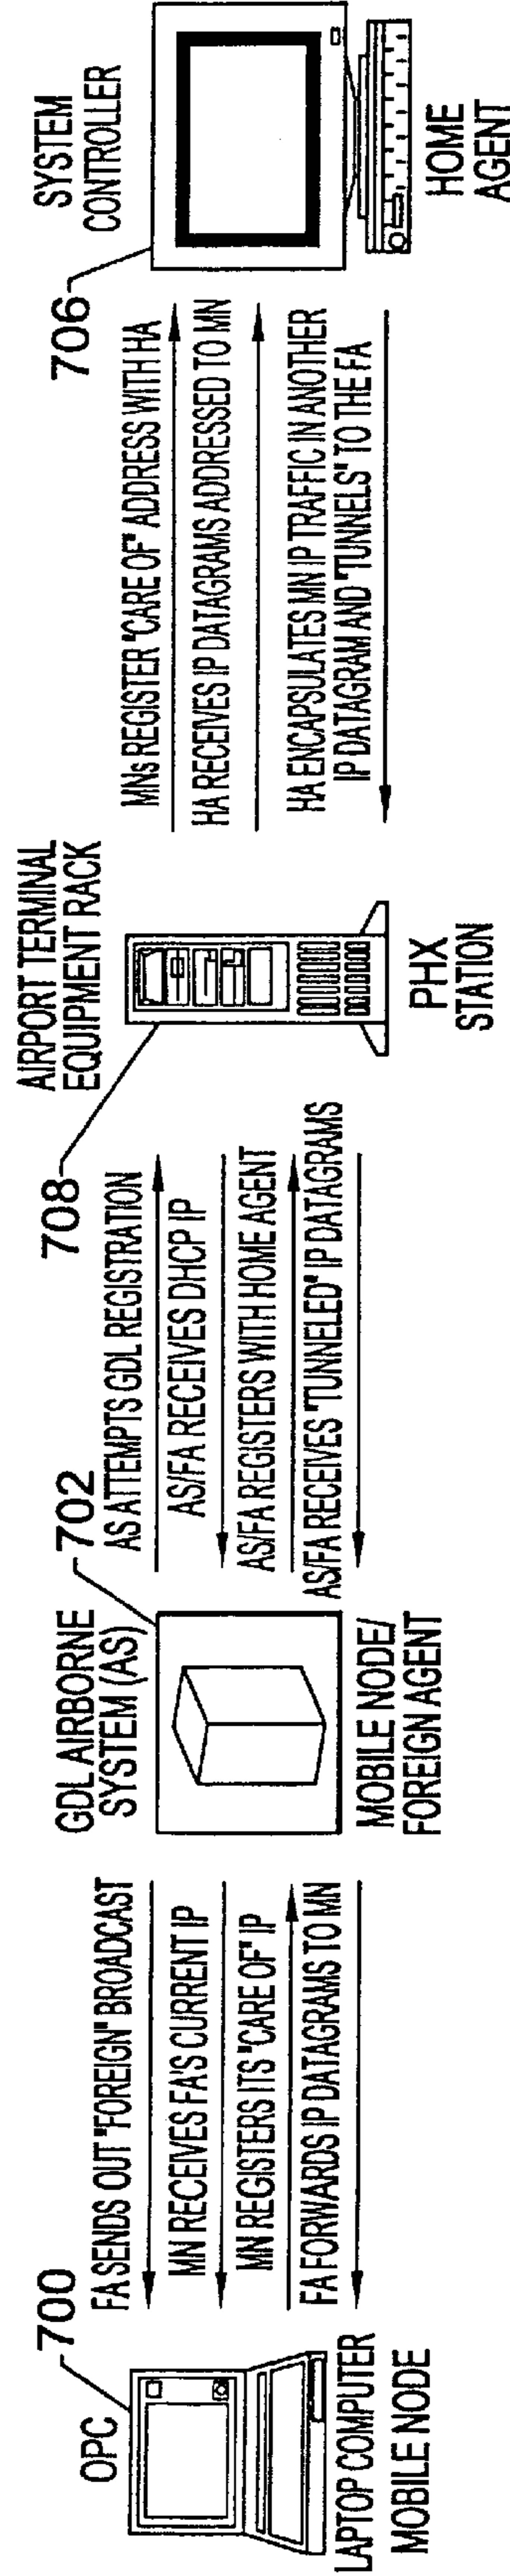 OPC
700
LAPTOP COMPUTER
MOBILE NODE
FA SENDS OUT "FOREIGN" BROADCAST
MN RECEIVES FA'S CURRENT IP
MN REGISTERS ITS "CARE OF" IP
FA FORWARDS IP DATAGRAMS TO MN
GDL AIRBORNE
SYSTEM (AS)
702
MOBILE NODE/
FOREIGN AGENT
AS ATTEMPTS GDL REGISTRATION
AS/FA RECEIVES DHCP IP
AS/FA REGISTERS WITH HOME AGENT
AS/FA RECEIVES "TUNNELED" IP DATAGRAMS
AIRPORT TERMINAL
EQUIPMENT RACK
708
PHX
STATION
MNs REGISTER "CARE OF" ADDRESS WITH HA
HA RECEIVES IP DATAGRAMS ADDRESSED TO MN
HA ENCAPSULATES MN IP TRAFFIC IN ANOTHER
IP DATAGRAM AND "TUNNELS" TO THE FA
SYSTEM
CONTROLLER
706
HOME
AGENT